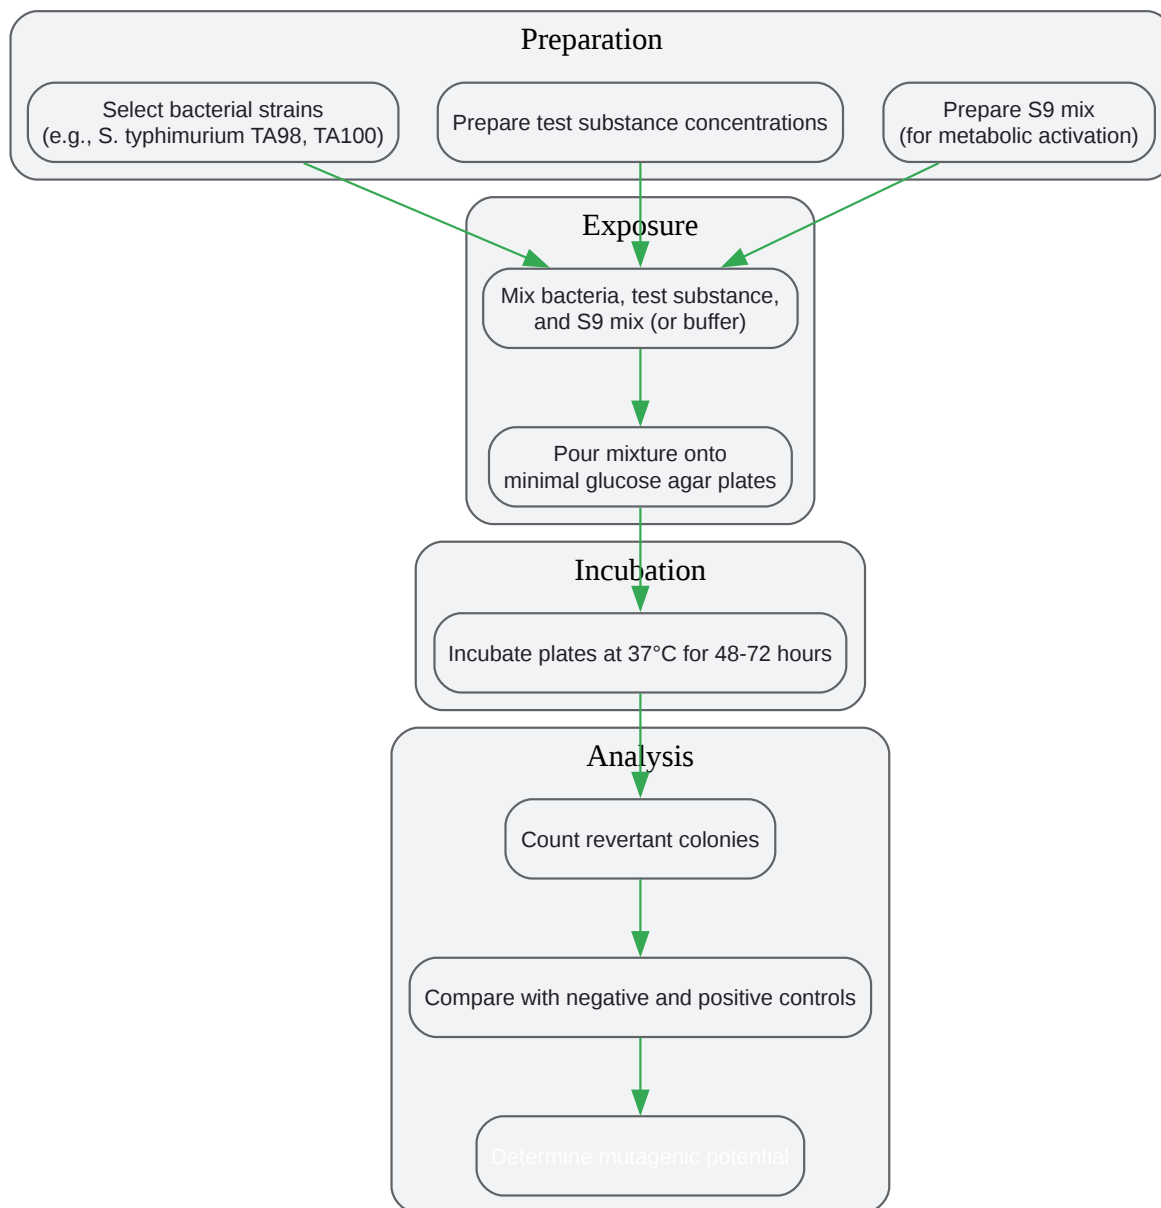 Preparation
Select bacterial strains
(e.g., S. typhimurium TA98, TA100)
Prepare test substance concentrations
Prepare S9 mix
(for metabolic activation)
Exposure
Mix bacteria, test substance,
and S9 mix (or buffer)
Pour mixture onto
minimal glucose agar plates
Incubation
Incubate plates at 37°C for 48-72 hours
Analysis
Count revertant colonies
Compare with negative and positive controls
Determine mutagenic potential